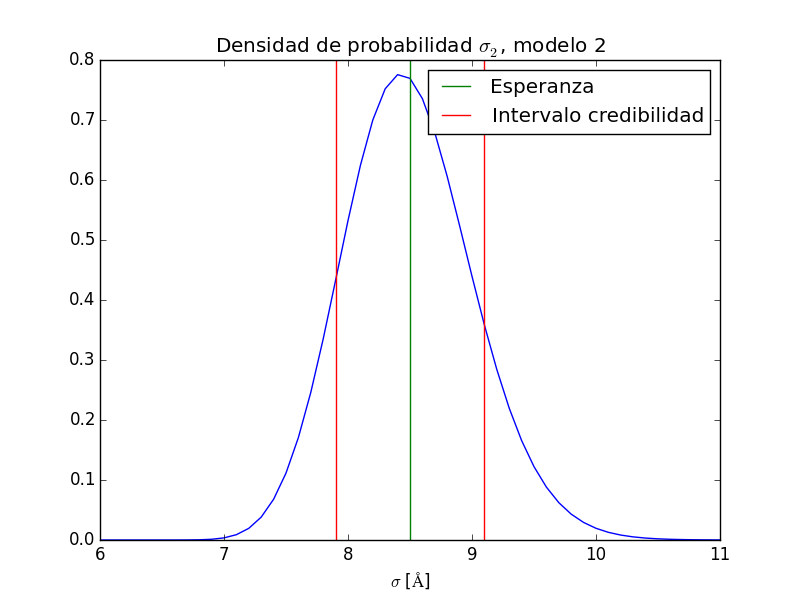 Densidad de probabilidad σ₂, modelo 2
Esperanza
Intervalo credibilidad
0.8
0.7
0.6
0.5
0.4
0.3
0.2
0.1
0.0
6 7 8 9 10 11
σ [Å]